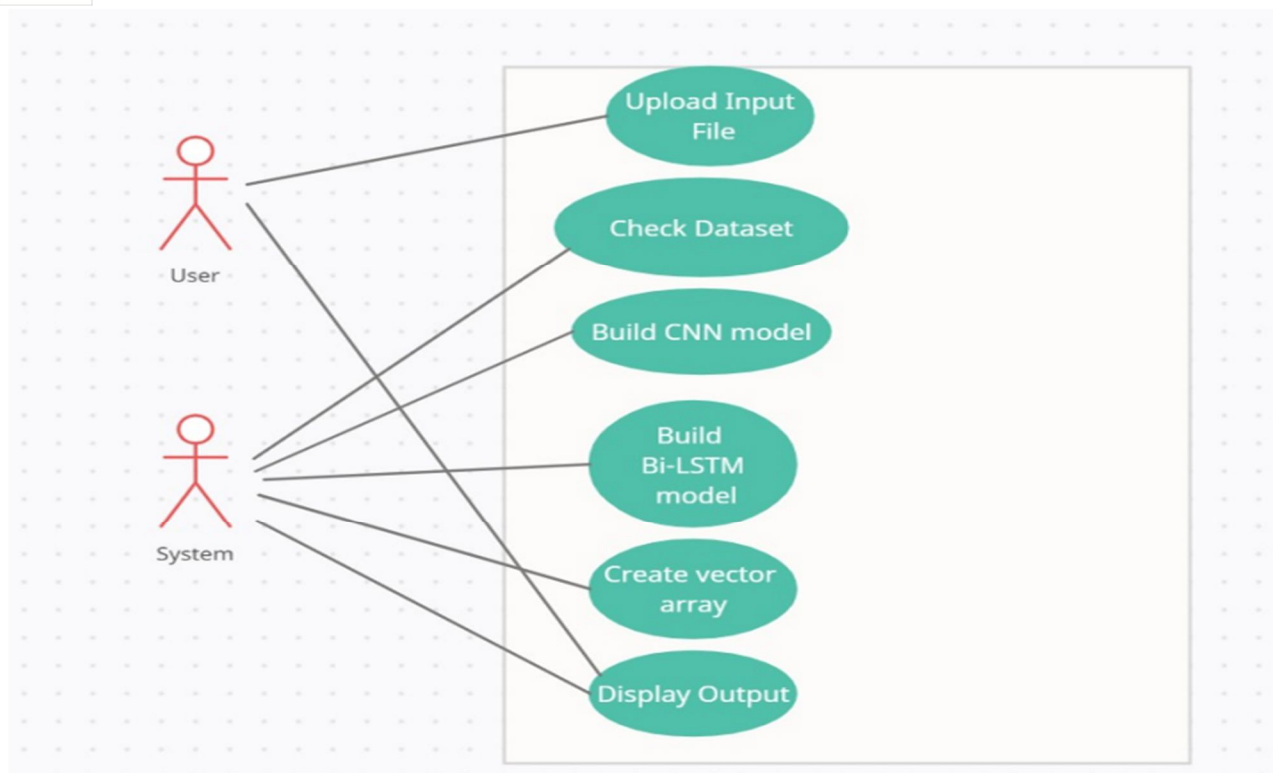 Upload Input
File
Check Dataset
User
Build CNN model
Build
Bi-LSTM
model
System
Create vector
array
Display Output